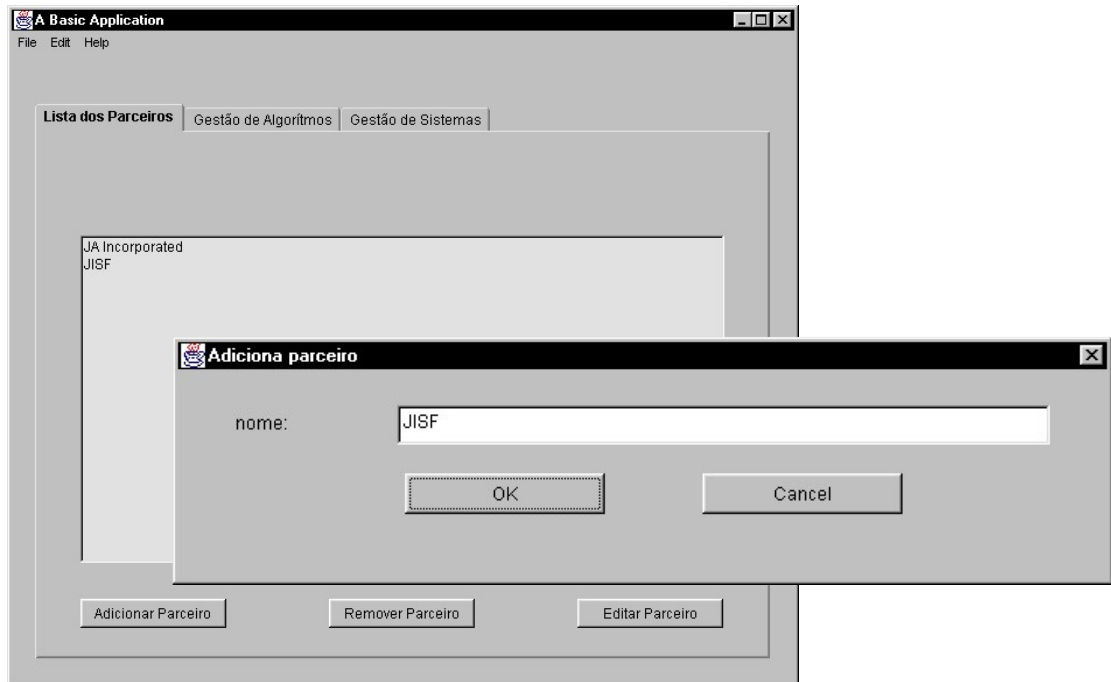 A Basic Application
File Edit Help
Lista dos Parceiros Gestão de Algorítmos Gestão de Sistemas
JA Incorporated
JISF
Adiciona parceiro
nome: JISF
OK Cancel
Adicionar Parceiro Remover Parceiro Editar Parceiro